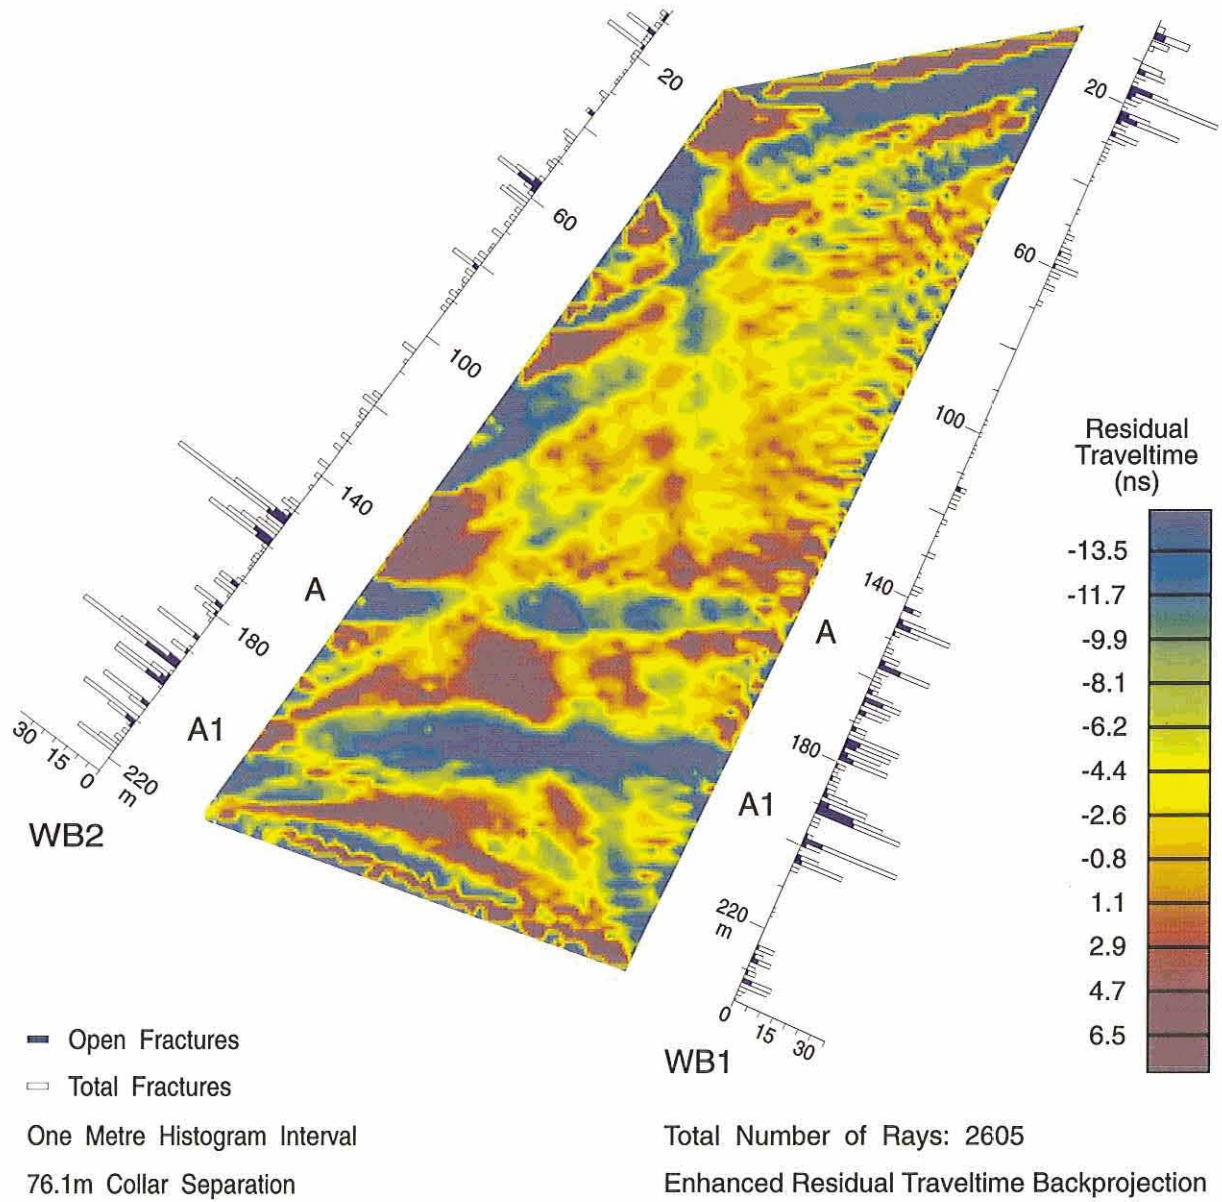 20
60
100
140
180
220
m
30
15
0
WB2
A
A1
20
60
100
140
180
220
m
0
15
30
WB1
A
A1
Residual
Traveltime
(ns)
-13.5
-11.7
-9.9
-8.1
-6.2
-4.4
-2.6
-0.8
1.1
2.9
4.7
6.5
Open Fractures
Total Fractures
One Metre Histogram Interval
76.1m Collar Separation
Total Number of Rays: 2605
Enhanced Residual Traveltime Backprojection